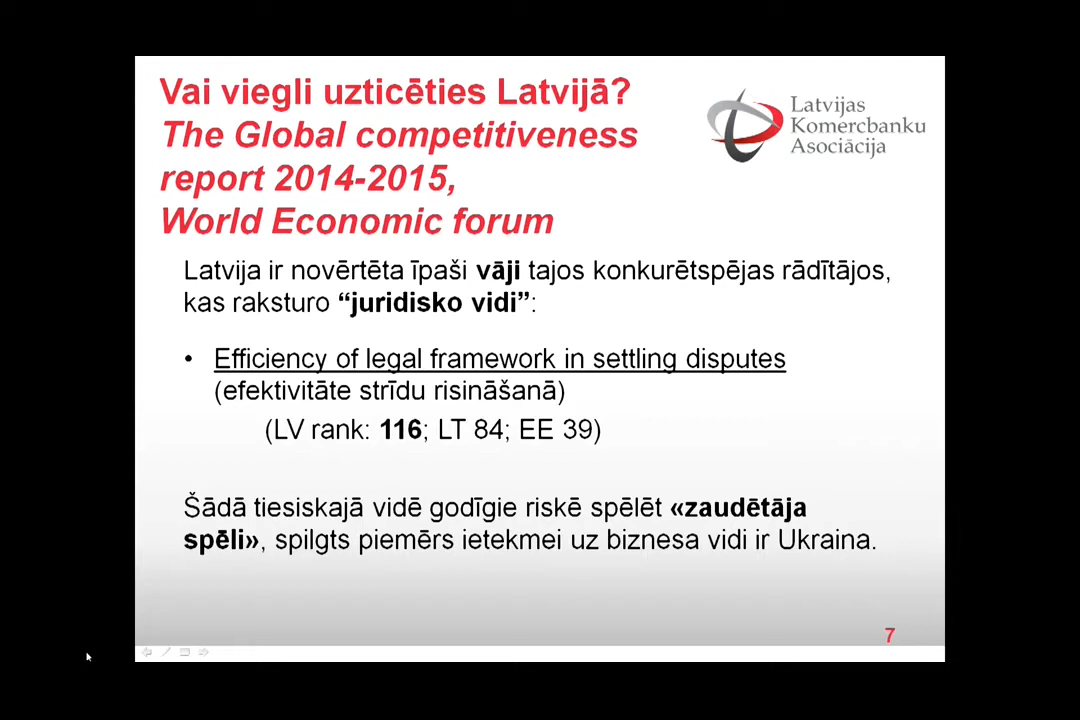 Vai viegli uzticēties Latvijā?
The Global competitiveness
report 2014-2015,
World Economic forum
Latvijas
Komercbanku
Asociācija
Latvija ir novērtēta īpaši vāji tajos konkurētspējas rādītājos,
kas raksturo “juridisko vidi”:
• Efficiency of legal framework in settling disputes
(efektivitāte strīdu risināšanā)
(LV rank: 116; LT 84; EE 39)
Šādā tiesiskajā vidē godīgie riskē spēlēt «zaudētāja
spēli», spilgts piemērs ietekmei uz biznesa vidi ir Ukraina.
7